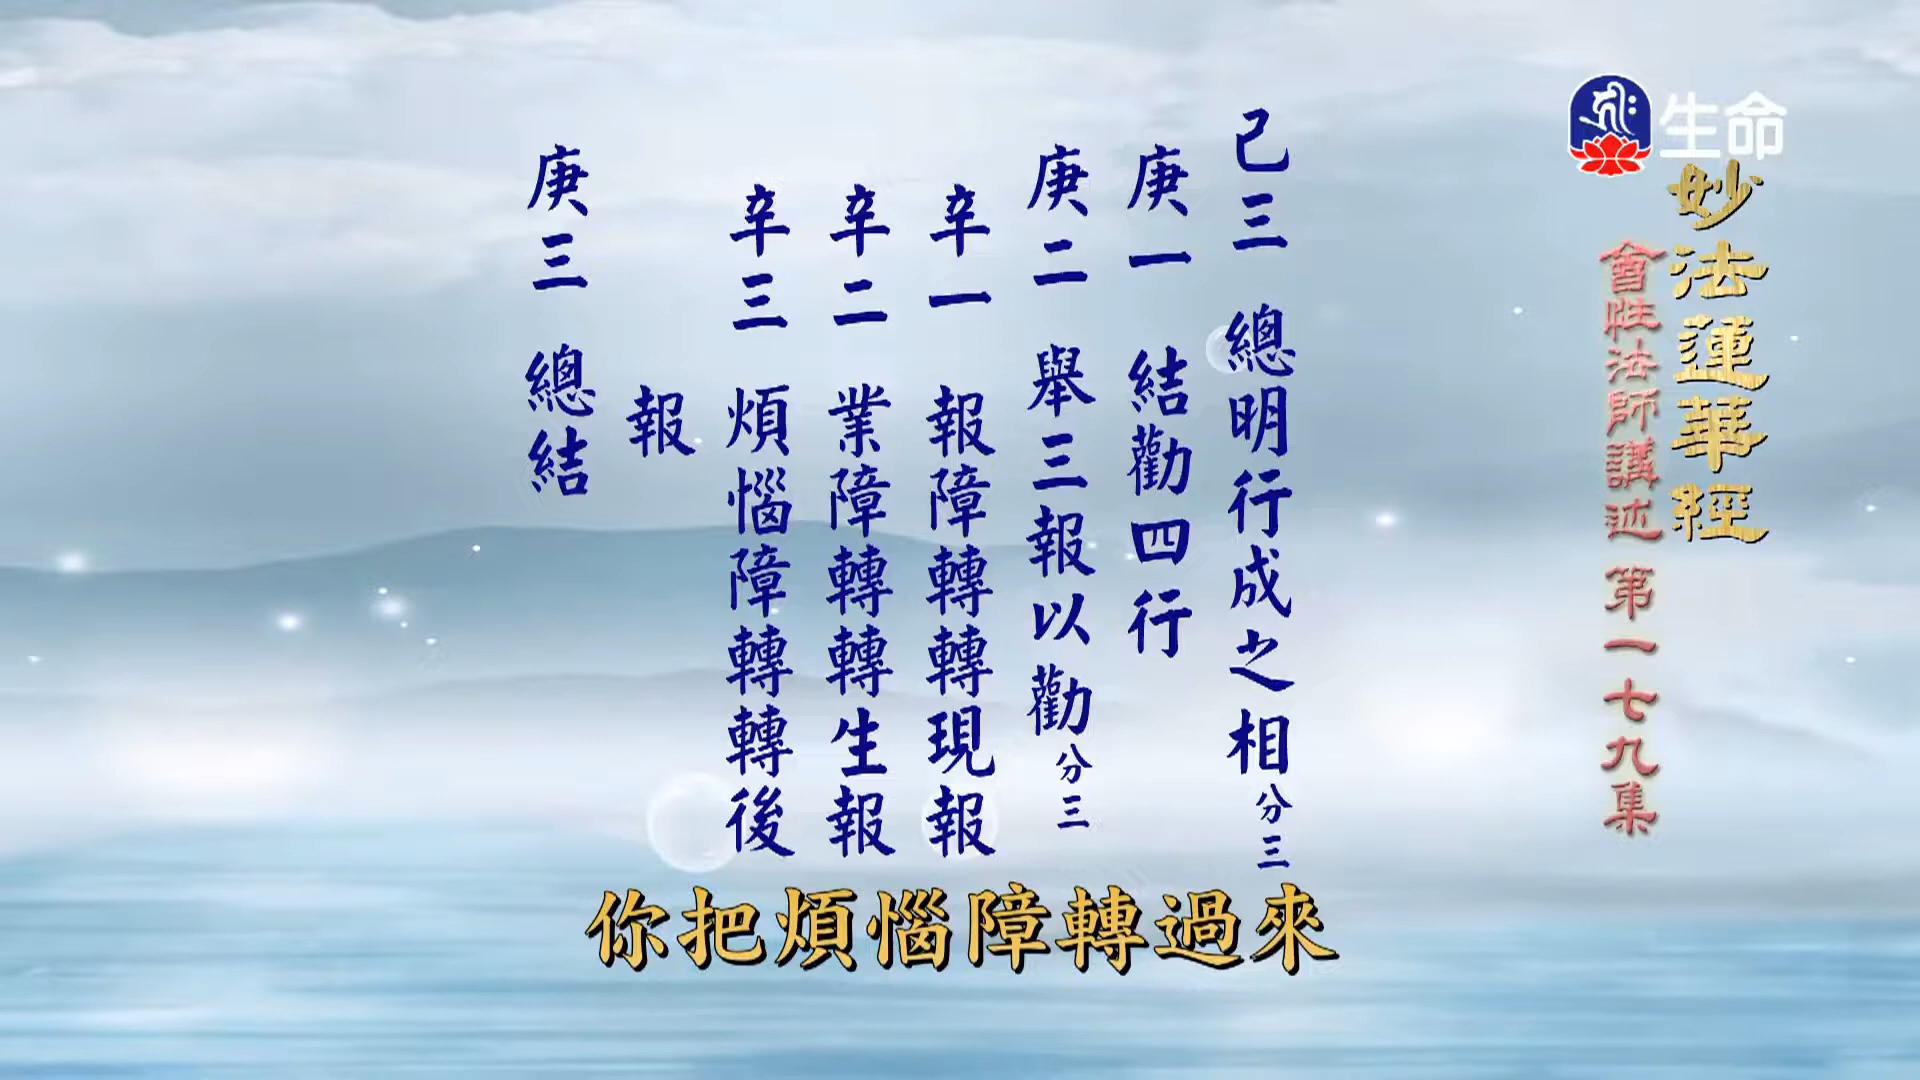 生命
妙法蓮華經
會性法師講述 第一七九集
己三 總明行成之相分三
庚一 結勸四行
庚二 舉三報以勸分三
辛一 報障轉轉現報
辛二 業障轉轉生報
辛三 煩惱障轉轉後
報
庚三 總結
你把煩惱障轉過來